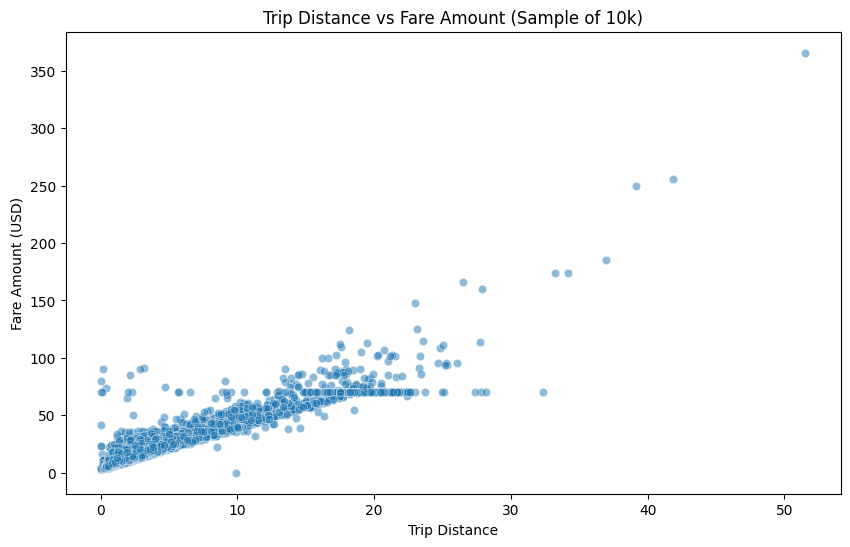 Trip Distance vs Fare Amount (Sample of 10k)
Fare Amount (USD)
350
300
250
200
150
100
50
0
0 10 20 30 40 50
Trip Distance